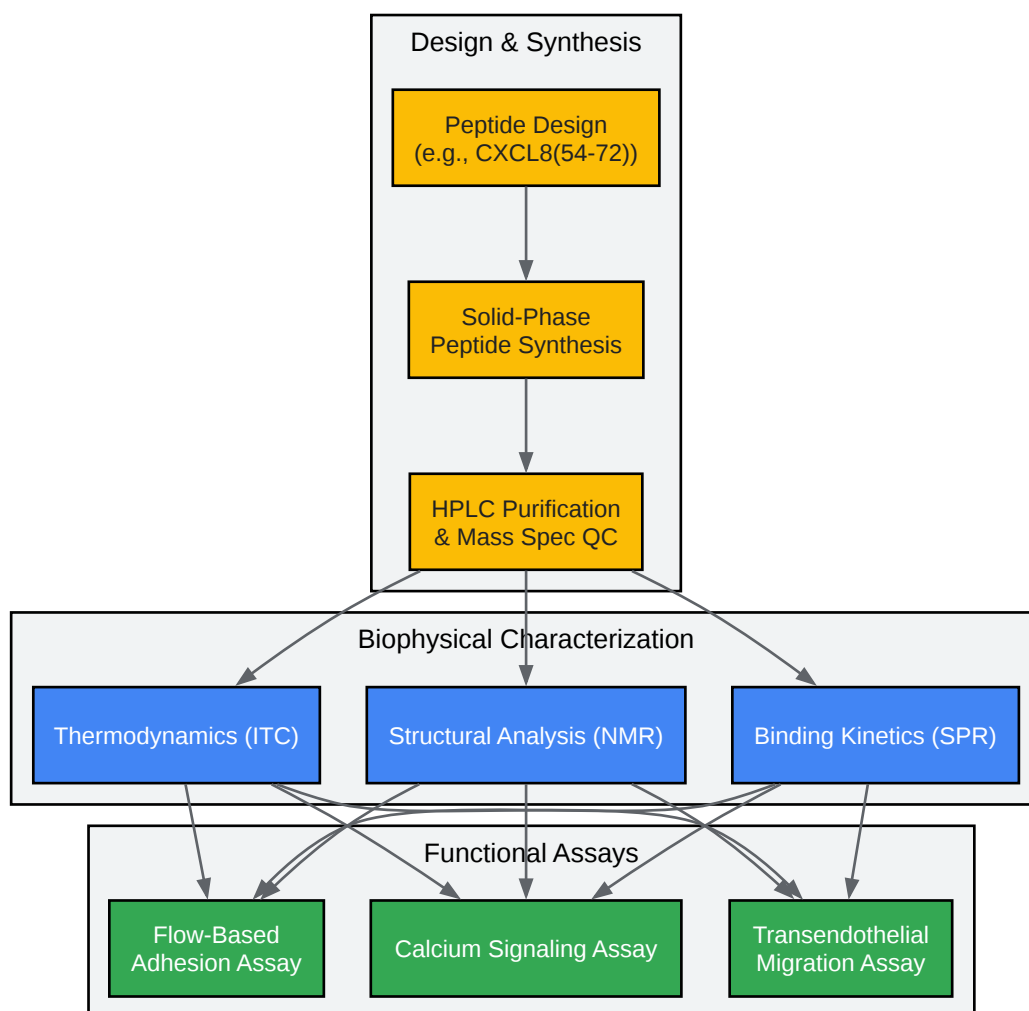 Design & Synthesis
Peptide Design
(e.g., CXCL8(54-72))
Solid-Phase
Peptide Synthesis
HPLC Purification
& Mass Spec QC
Biophysical Characterization
Thermodynamics (ITC)
Structural Analysis (NMR)
Binding Kinetics (SPR)
Functional Assays
Flow-Based
Adhesion Assay
Calcium Signaling Assay
Transendothelial
Migration Assay